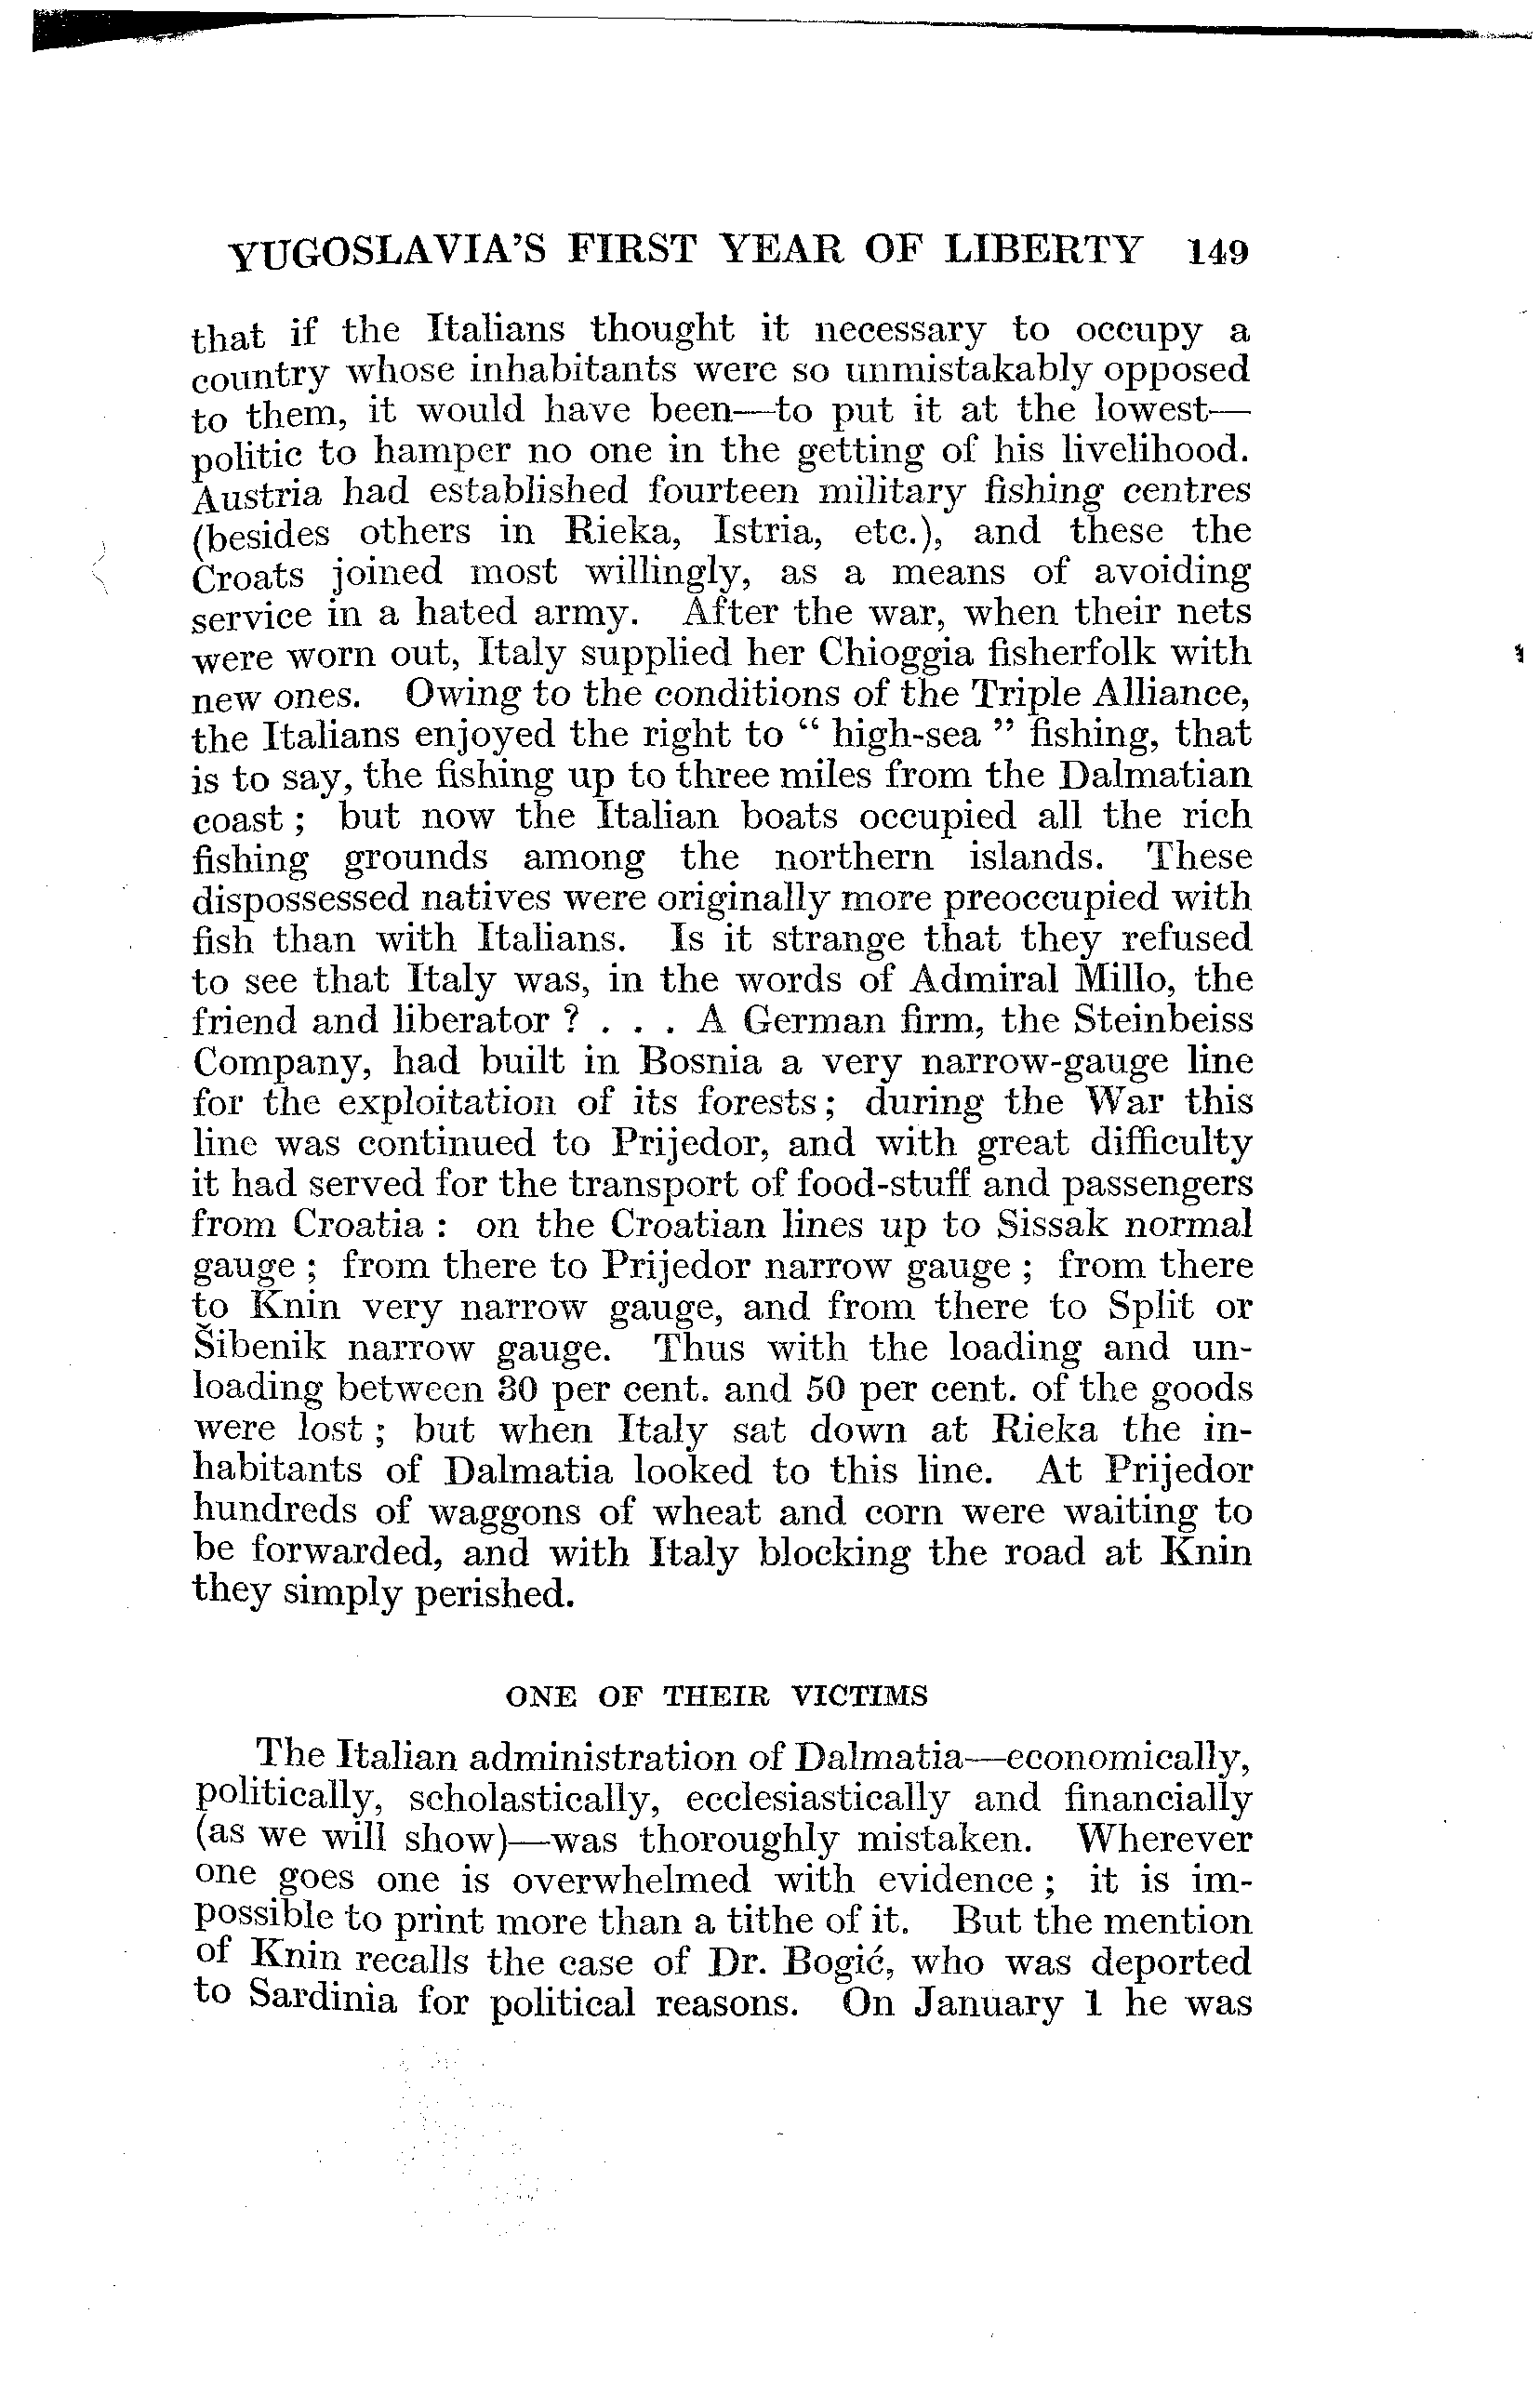 YUGOSLAVIA'S FIRST YEAR OF LIBERTY 149
that if the Italians thought it necessary to occupy a
country whose inhabitants were so unmistakably opposed
to them, it would have been—to put it at the lowest—
politic to hamper no one in the getting of his livelihood.
Austria had established fourteen military fishing centres
(besides others in Rieka, Istria, etc.), and these the
Croats joined most willingly, as a means of avoiding
service in a hated army. After the war, when their nets
were worn out, Italy supplied her Chioggia fisherfolk with
new ones. Owing to the conditions of the Triple Alliance,
the Italians enjoyed the right to “ high-sea ” fishing, that
is to say, the fishing up to three miles from the Dalmatian
coast ; but now the Italian boats occupied all the rich
fishing grounds among the northern islands. These
dispossessed natives were originally more preoccupied with
fish than with Italians. Is it strange that they refused
to see that Italy was, in the words of Admiral Millo, the
friend and liberator ? . . . A German firm, the Steinbeiss
Company, had built in Bosnia a very narrow-gauge line
for the exploitation of its forests ; during the War this
line was continued to Prijedor, and with great difficulty
it had served for the transport of food-stuff and passengers
from Croatia : on the Croatian lines up to Sissak normal
gauge ; from there to Prijedor narrow gauge ; from there
to Knin very narrow gauge, and from there to Split or
Šibenik narrow gauge. Thus with the loading and un-
loading between 30 per cent. and 50 per cent. of the goods
were lost ; but when Italy sat down at Rieka the in-
habitants of Dalmatia looked to this line. At Prijedor
hundreds of waggons of wheat and corn were waiting to
be forwarded, and with Italy blocking the road at Knin
they simply perished.
ONE OF THEIR VICTIMS
The Italian administration of Dalmatia—economically,
politically, scholastically, ecclesiastically and financially
(as we will show)—was thoroughly mistaken. Wherever
one goes one is overwhelmed with evidence ; it is im-
possible to print more than a tithe of it. But the mention
of Knin recalls the case of Dr. Bogić, who was deported
to Sardinia for political reasons. On January 1 he was